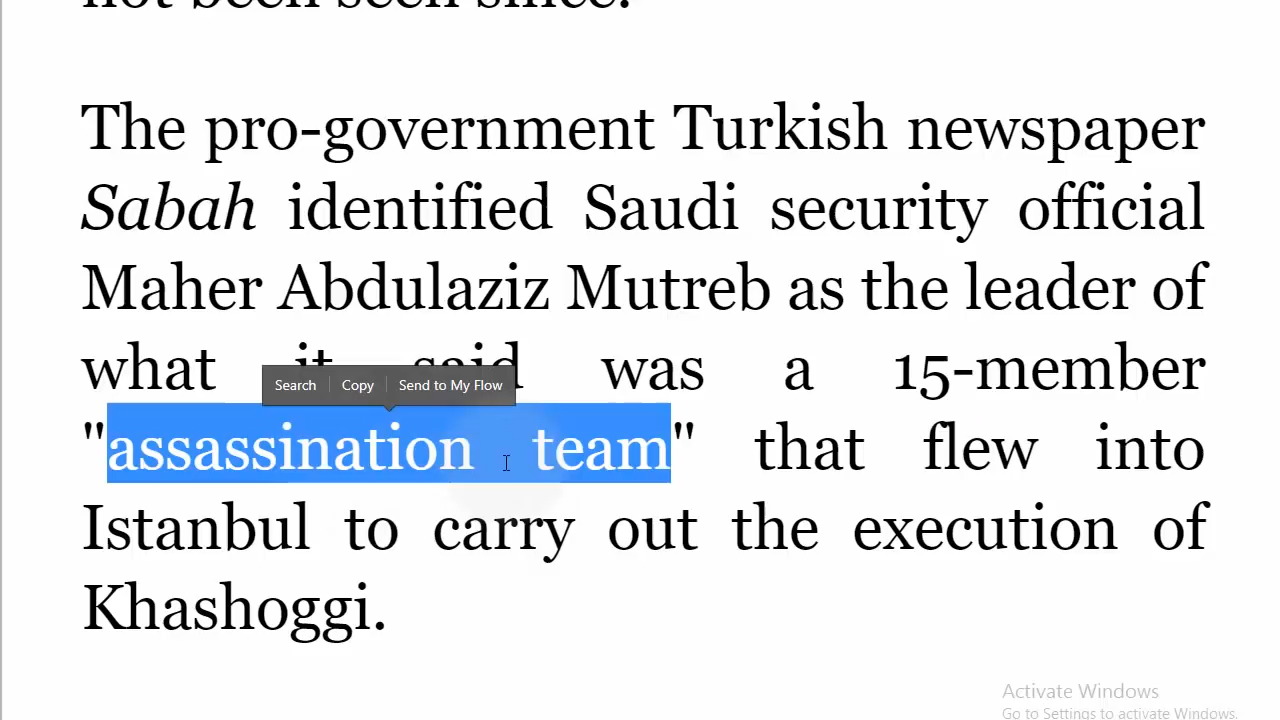 The pro-government Turkish newspaper
Sabah identified Saudi security official
Maher Abdulaziz Mutreb as the leader of
what it said was a 15-member
Search Copy Send to My Flow
"assassination team" that flew into
Istanbul to carry out the execution of
Khashoggi.
Activate Windows
Go to Settings to activate Windows.